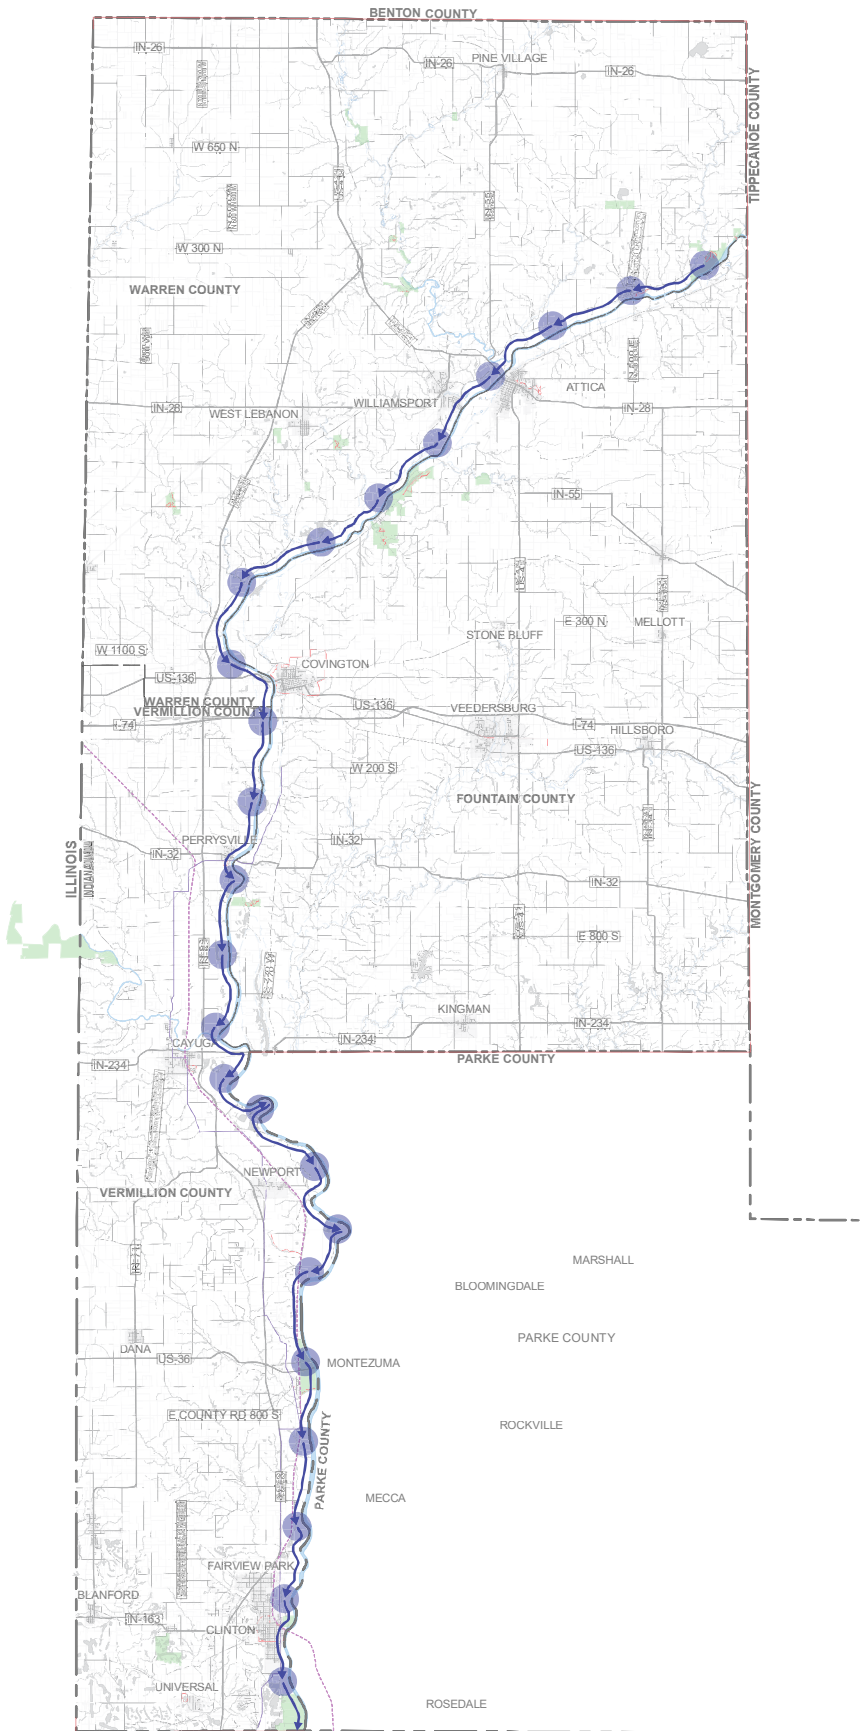 BENTON COUNTY
IN-26
IN-26
PINE VILLAGE
IN-26
TIPPECANOE COUNTY
W 650 N
W 300 N
WARREN COUNTY
ATTICA
WILLIAMSPORT
IN-28
IN-28
WEST LEBANON
IN-55
E 300 N
MELLOTT
STONE BLUFF
W 1100 S
COVINGTON
US-136
WARREN COUNTY
VERMILLION COUNTY
US-136
VEEDERSBURG
I-74
I-74
HILLSBORO
US-136
W 200 S
FOUNTAIN COUNTY
MONTGOMERY COUNTY
PERRYSVILLE
IN-32
IN-32
ILLINOIS
IN-32
E 800 S
KINGMAN
IN-234
IN-234
CAYUGA
PARKE COUNTY
IN-234
NEWPORT
VERMILLION COUNTY
MARSHALL
BLOOMINGDALE
PARKE COUNTY
DANA
US-36
MONTEZUMA
E COUNTY RD 800 S
ROCKVILLE
PARKE COUNTY
MECCA
FAIRVIEW PARK
BLANFORD
IN-163
CLINTON
UNIVERSAL
ROSEDALE